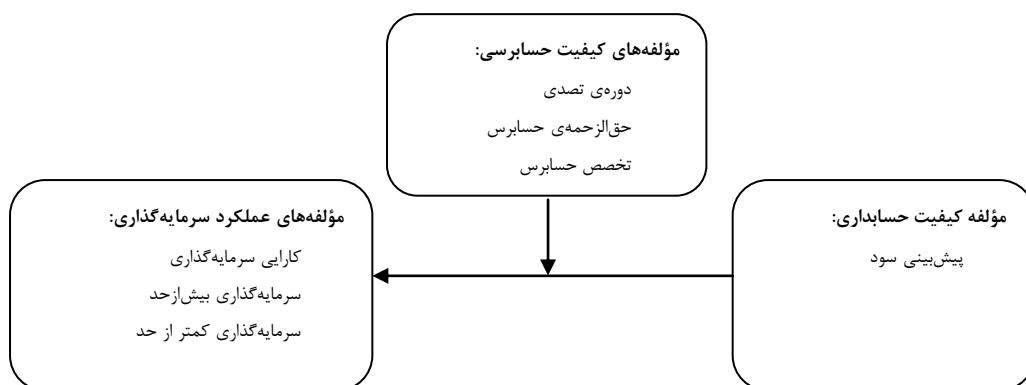 مؤلفه‌های کیفیت حسابرسی:
دوره‌ی تصدی
حق‌الزحمه‌ی حسابرس
تخصص حسابرس
مؤلفه کیفیت حسابداری:
پیش‌بینی سود
مؤلفه‌های عملکرد سرمایه‌گذاری:
کارایی سرمایه‌گذاری
سرمایه‌گذاری بیش‌ازحد
سرمایه‌گذاری کمتر از حد